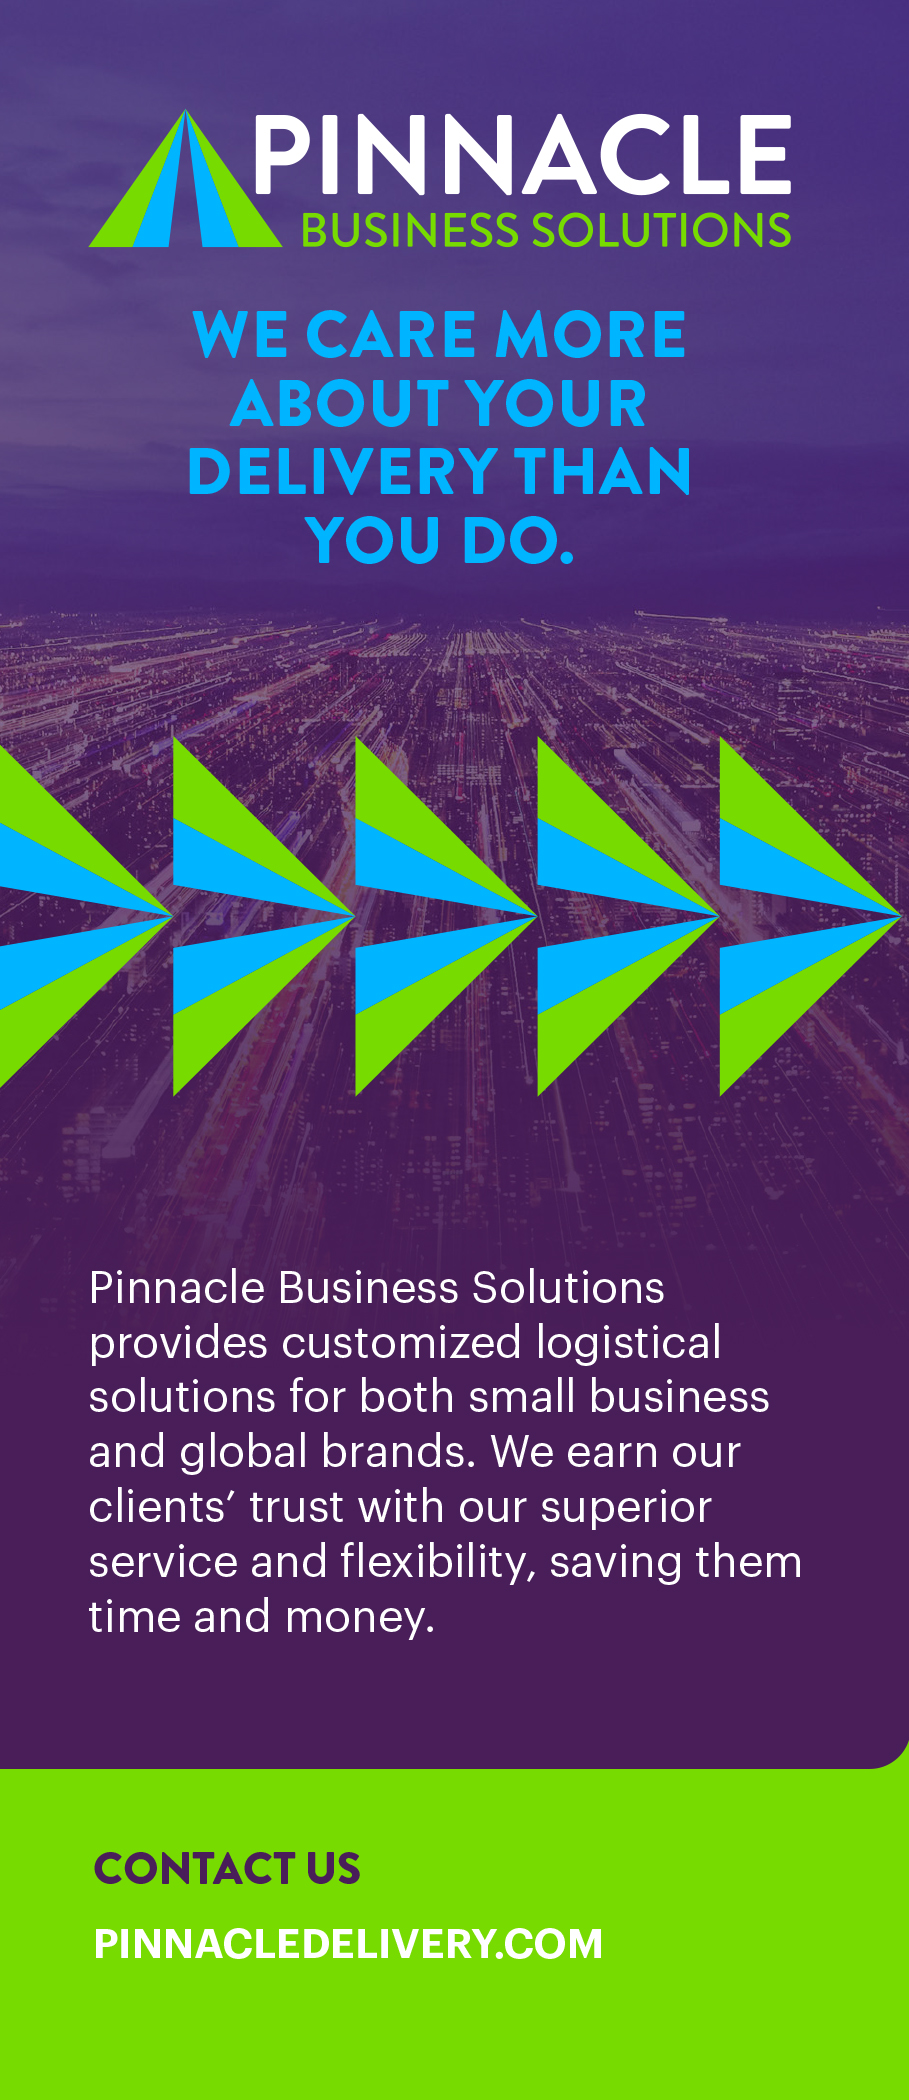 PINNACLE
BUSINESS SOLUTIONS
WE CARE MORE
ABOUT YOUR
DELIVERY THAN
YOU DO.
Pinnacle Business Solutions
provides customized logistical
solutions for both small business
and global brands. We earn our
clients’ trust with our superior
service and flexibility, saving them
time and money.
CONTACT US
PINNACLEDELIVERY.COM